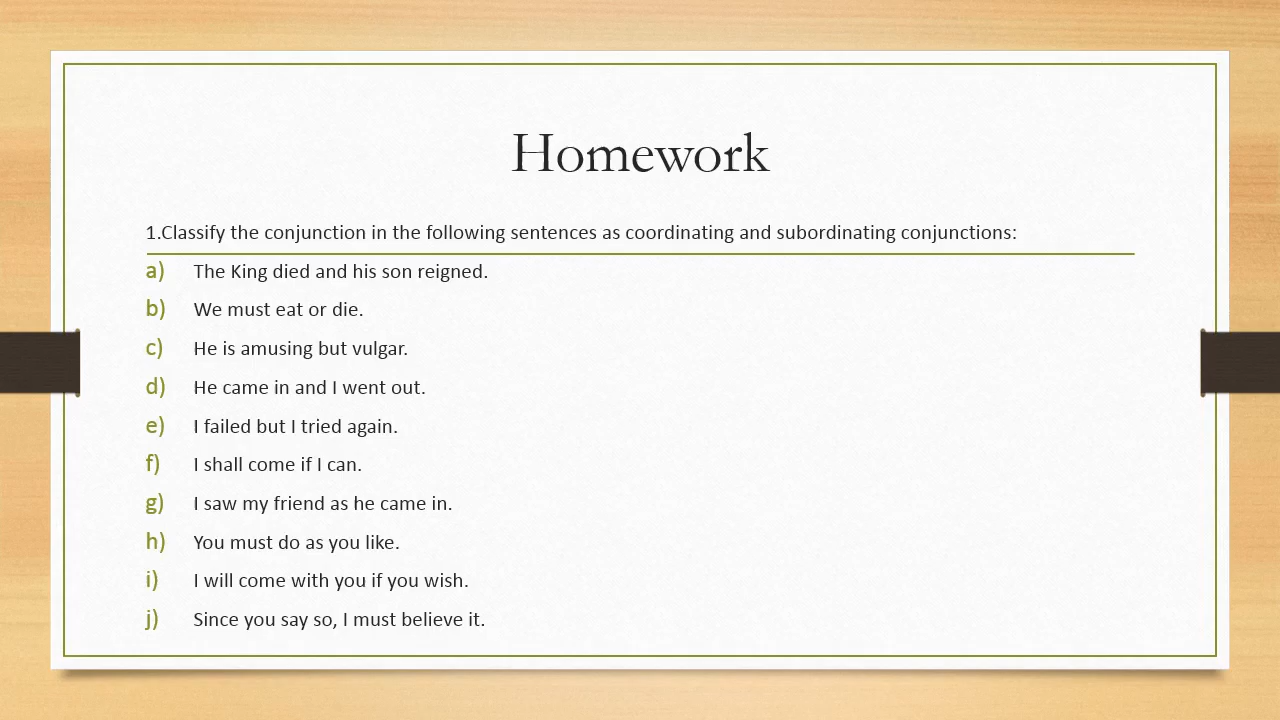 Homework
1.Classify the conjunction in the following sentences as coordinating and subordinating conjunctions:
a) The King died and his son reigned.
b) We must eat or die.
c) He is amusing but vulgar.
d) He came in and I went out.
e) I failed but I tried again.
f) I shall come if I can.
g) I saw my friend as he came in.
h) You must do as you like.
i) I will come with you if you wish.
j) Since you say so, I must believe it.